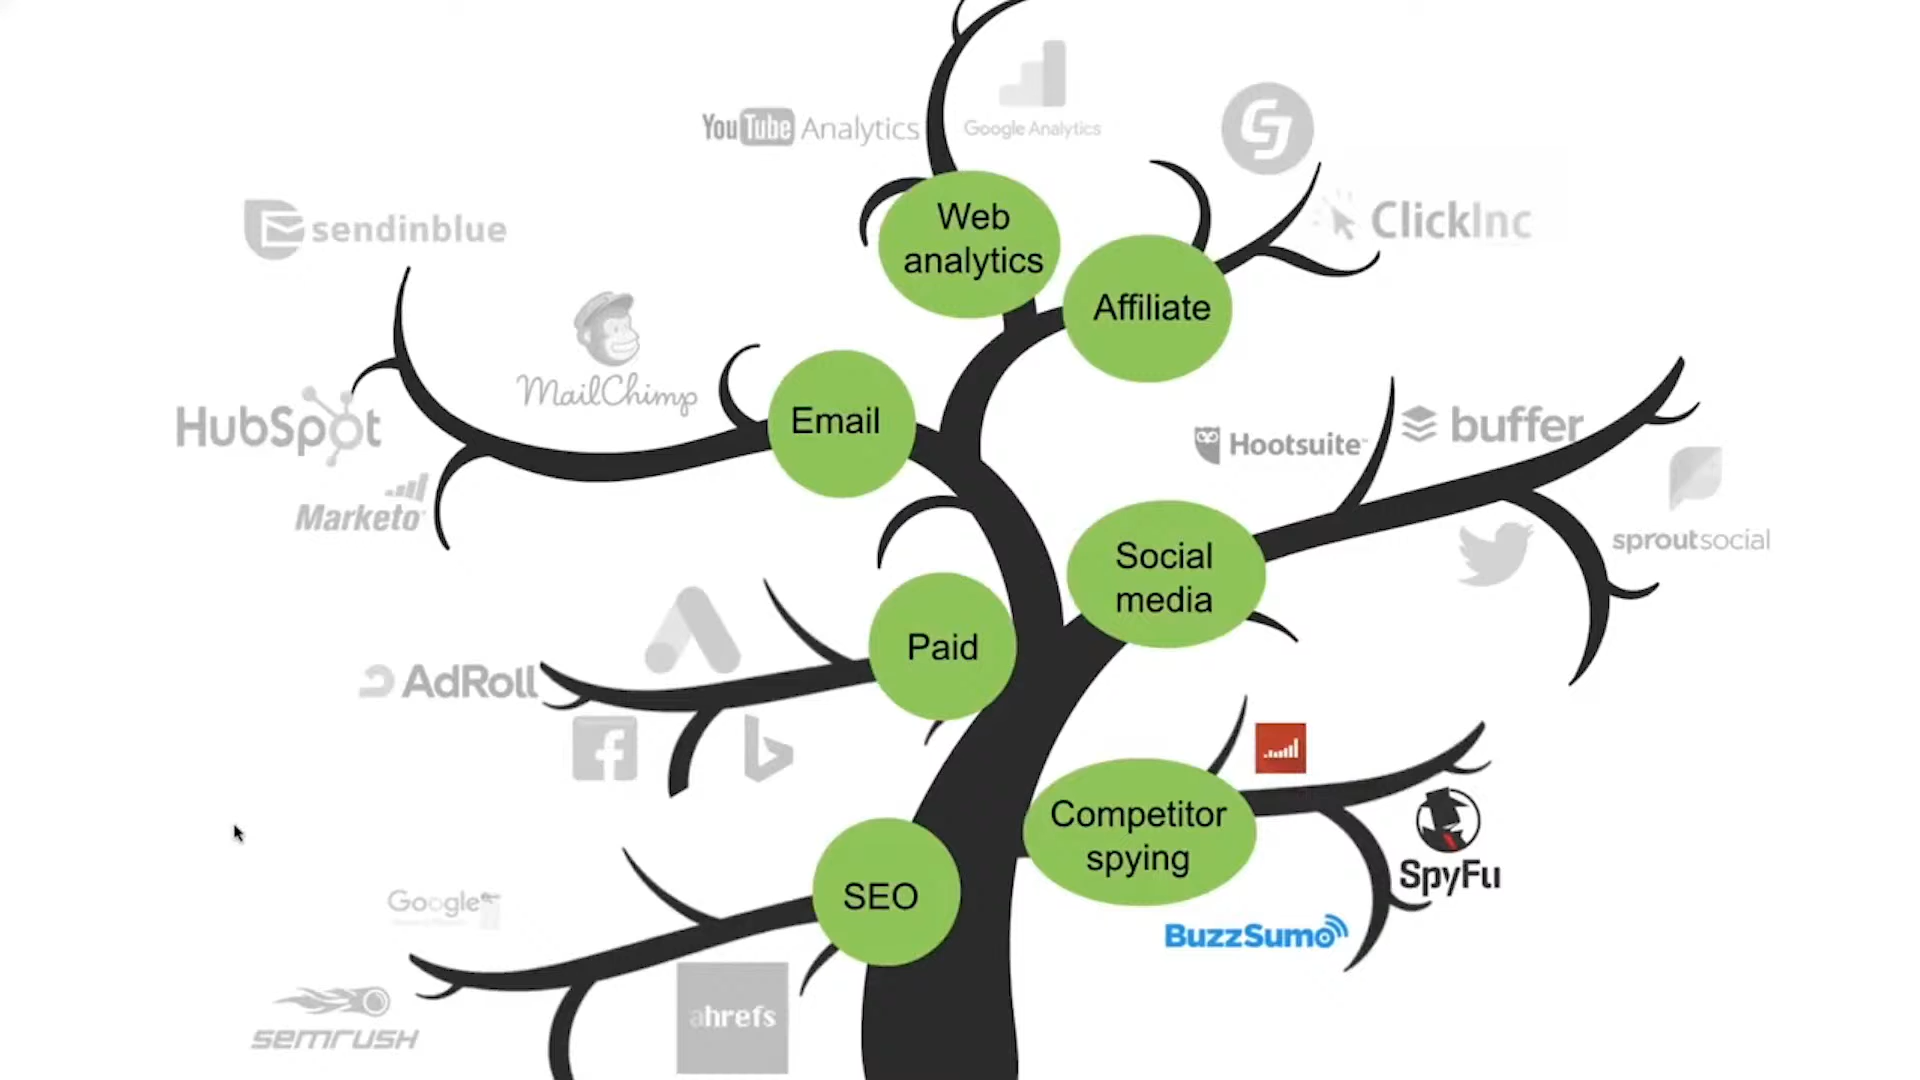 YouTube Analytics
Google Analytics
ClickInc
sendinblue
Web
analytics
Affiliate
MailChimp
HubSpot
Email
Hootsuite
buffer
Marketo
sproutsocial
Social
media
Paid
AdRoll
Competitor
spying
SpyFu
BuzzSumo
SEO
Google
semrush
ahrefs